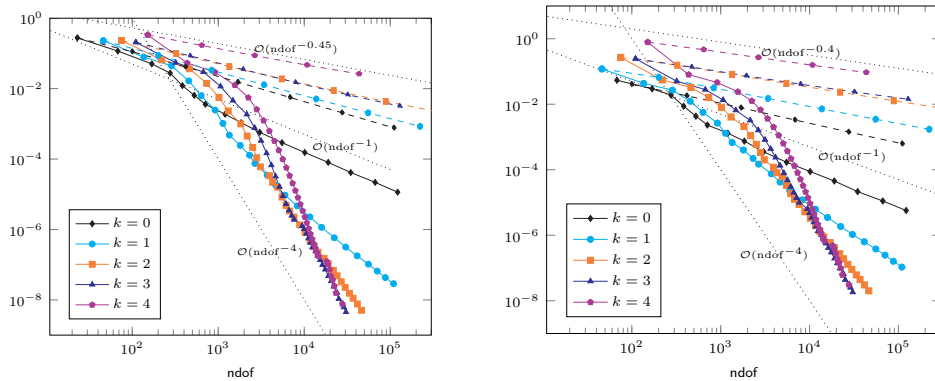 10^0
10^−2
10^−4
10^−6
10^−8
10^2
10^3
10^4
10^5
ndof
O(ndof^−0.45)
O(ndof^−1)
O(ndof^−4)
k = 0
k = 1
k = 2
k = 3
k = 4
10^0
10^−2
10^−4
10^−6
10^−8
10^2
10^3
10^4
10^5
ndof
O(ndof^−0.4)
O(ndof^−1)
O(ndof^−4)
k = 0
k = 1
k = 2
k = 3
k = 4